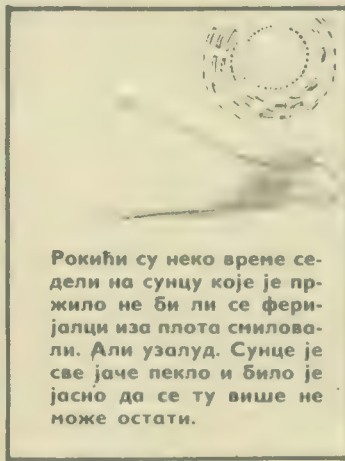 Рокићи су неко време се-
дели на сунцу које је пр-
жило не би ли се фери-
јалци иза плота смилова-
ли. Али узалуд. Сунце је
све јаче пекло и било је
јасно да се ту више не
може остати.